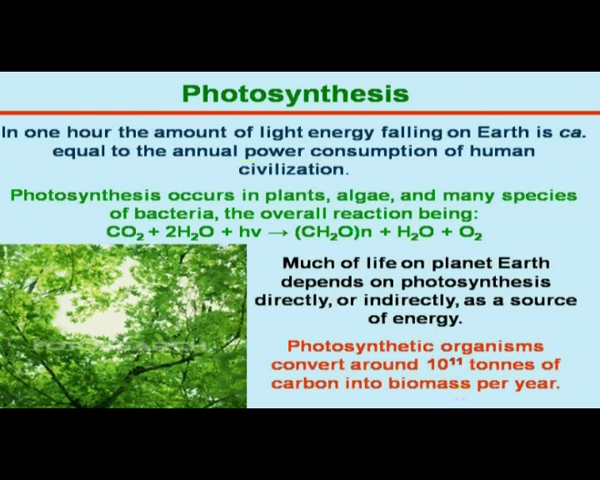 Photosynthesis
In one hour the amount of light energy falling on Earth is ca.
equal to the annual power consumption of human
civilization.
Photosynthesis occurs in plants, algae, and many species
of bacteria, the overall reaction being:
CO₂ + 2H₂O + hv → (CH₂O)n + H₂O + O₂
Much of life on planet Earth
depends on photosynthesis
directly, or indirectly, as a source
of energy.
Photosynthetic organisms
convert around 10¹¹ tonnes of
carbon into biomass per year.